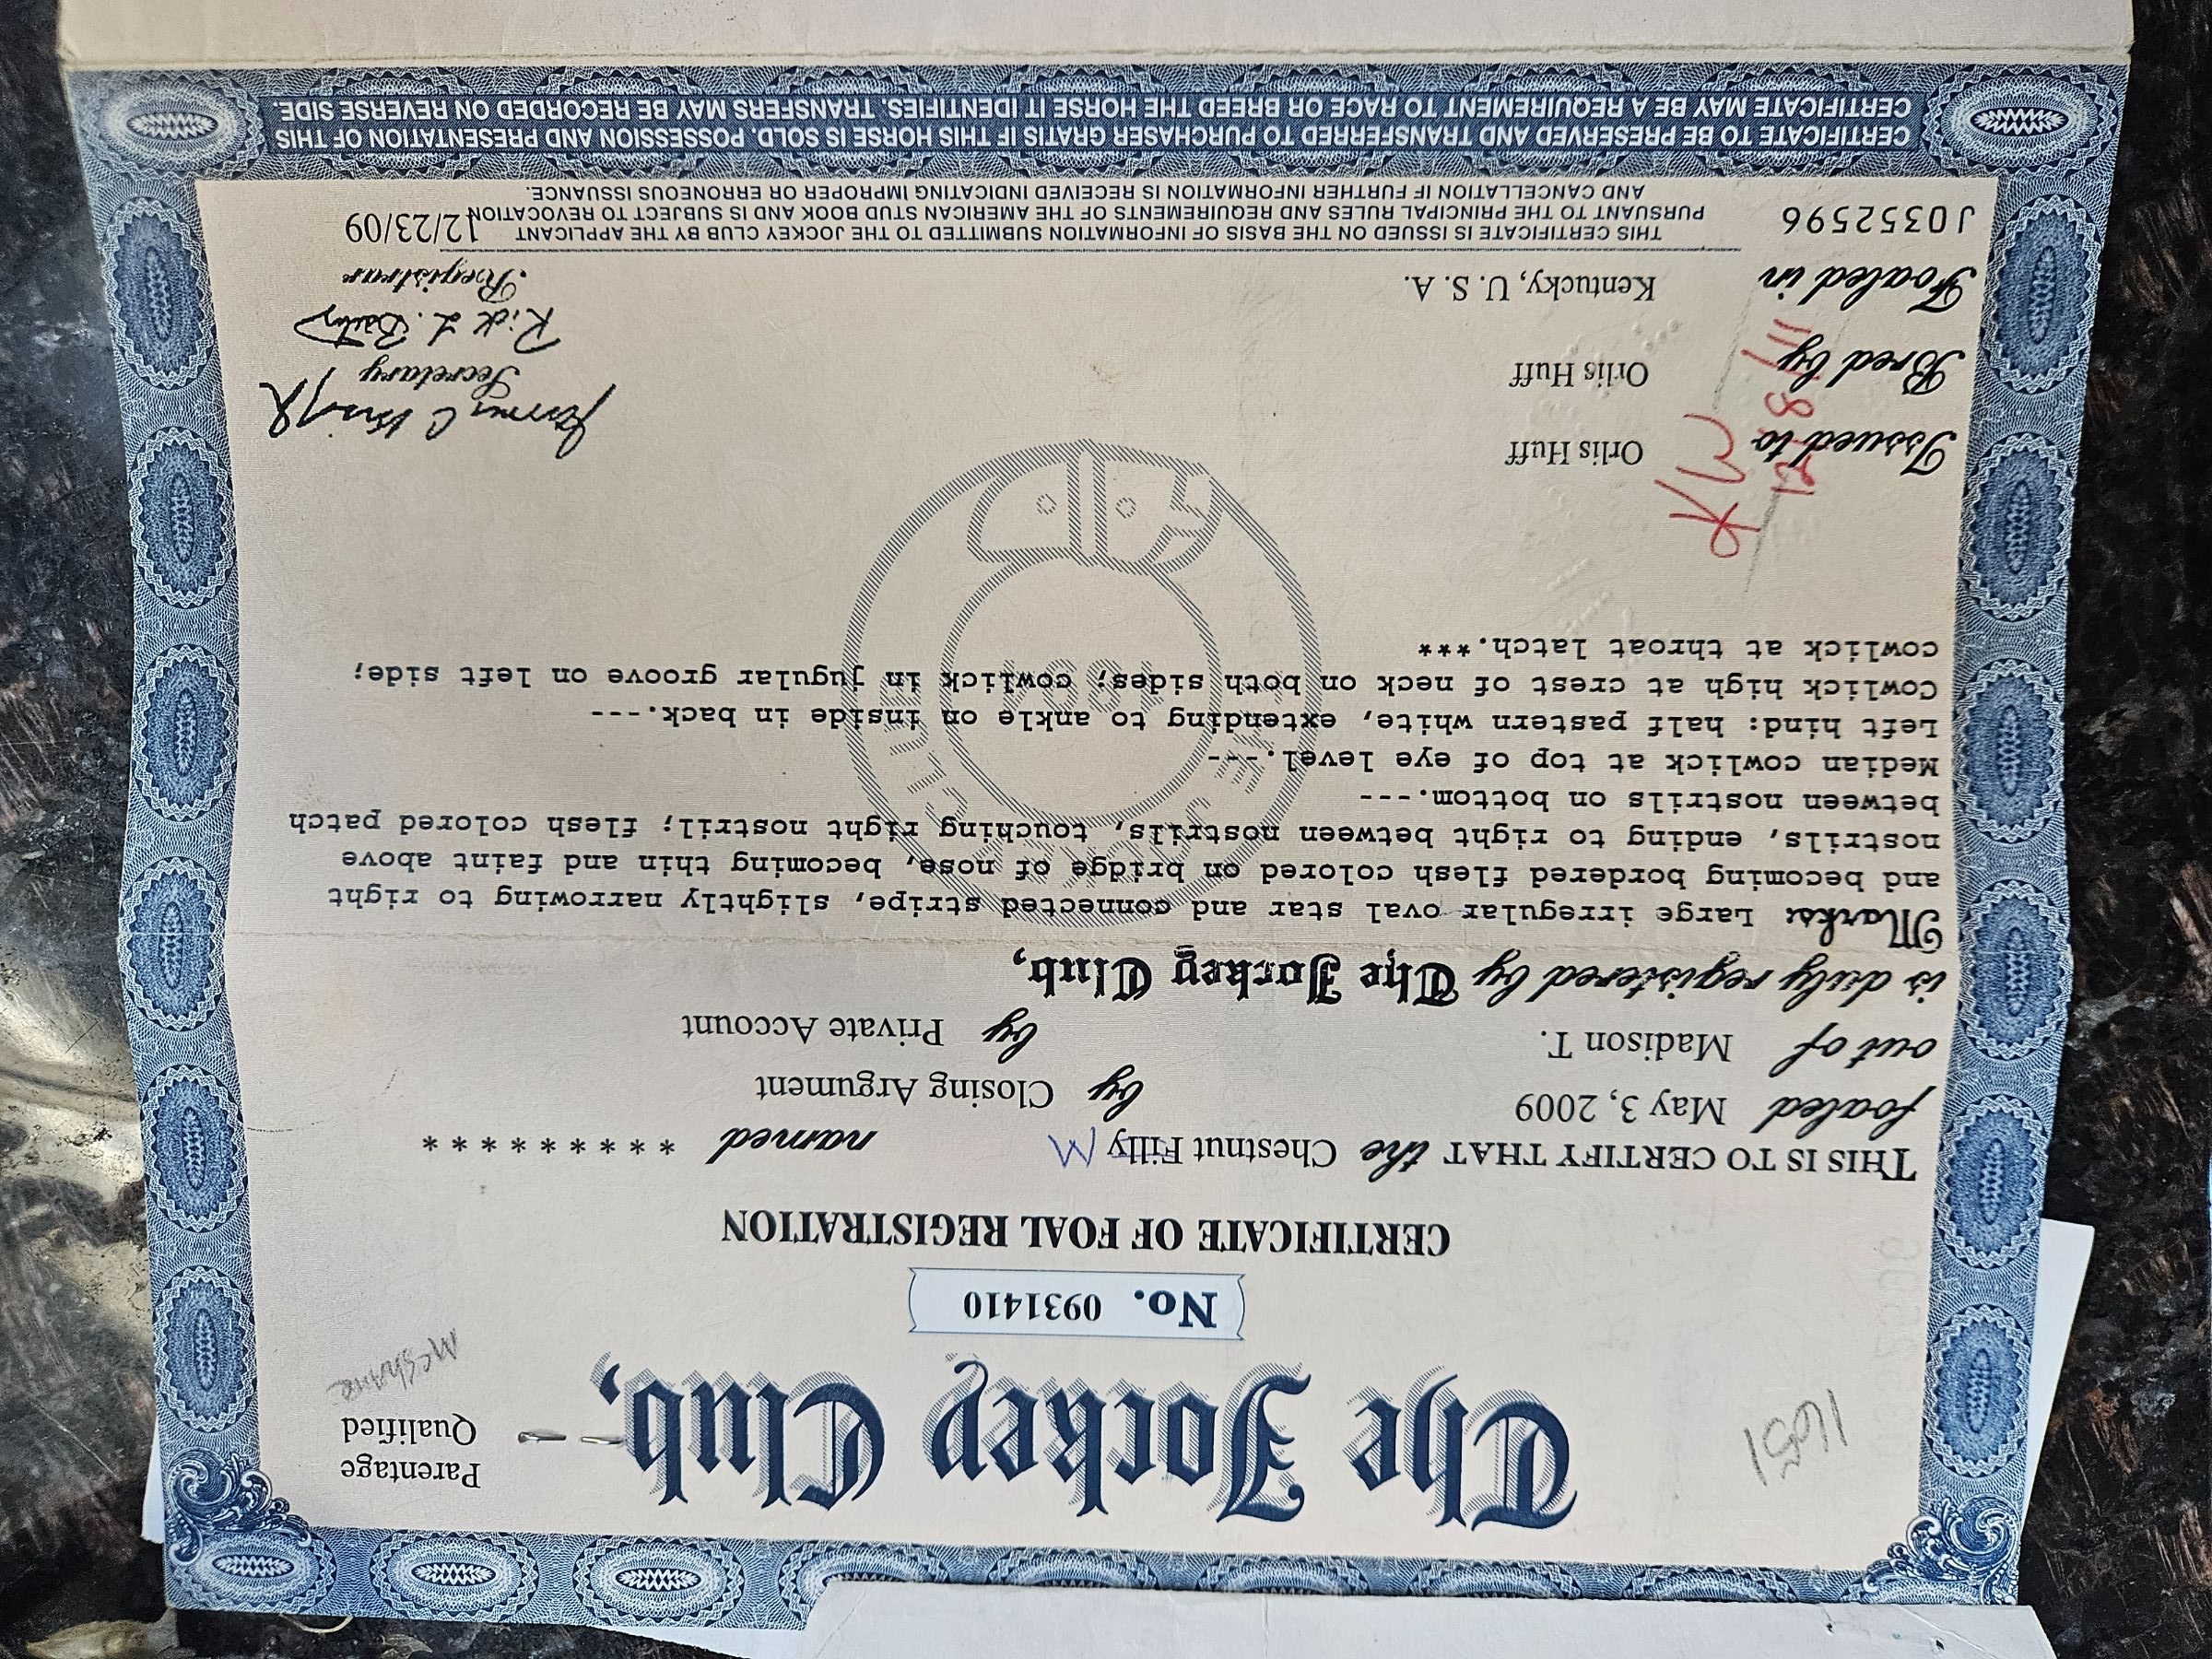 Parentage
Qualified
McShane
1651
The Jockey Club,
No. 0931410
CERTIFICATE OF FOAL REGISTRATION
THIS IS TO CERTIFY THAT the Chestnut Filly M named **********
foaled May 3, 2009 by Closing Argument
out of Madison T. by Private Account
is duly registered by The Jockey Club,
Marks: Large irregular oval star and connected stripe, slightly narrowing to right
and becoming bordered flesh colored on bridge of nose, becoming thin and faint above
nostrils, ending to right between nostrils, touching right nostril; flesh colored patch
between nostrils on bottom.---
Median cowlick at top of eye level.---
Left hind: half pastern white, extending to ankle on inside in back.---
Cowlick high at crest of neck on both sides; cowlick in jugular groove on left side;
cowlick at throat latch.***
Issued to Orlis Huff
Bred by Orlis Huff
Foaled in Kentucky, U. S. A.
KM
Secretary
Rick L. Bailey
Registrar
J0352596
12/23/09
THIS CERTIFICATE IS ISSUED ON THE BASIS OF INFORMATION SUBMITTED TO THE JOCKEY CLUB BY THE APPLICANT
PURSUANT TO THE PRINCIPAL RULES AND REQUIREMENTS OF THE AMERICAN STUD BOOK AND IS SUBJECT TO REVOCATION
AND CANCELLATION IF FURTHER INFORMATION IS RECEIVED INDICATING IMPROPER OR ERRONEOUS ISSUANCE.
CERTIFICATE TO BE PRESERVED AND TRANSFERRED TO PURCHASER GRATIS IF THIS HORSE IS SOLD. POSSESSION AND PRESENTATION OF THIS
CERTIFICATE MAY BE A REQUIREMENT TO RACE OR BREED THE HORSE IT IDENTIFIES. TRANSFERS MAY BE RECORDED ON REVERSE SIDE.